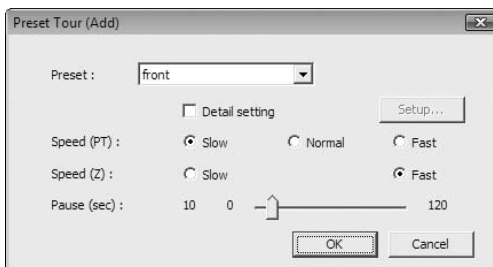 Preset Tour (Add)
Preset : front
Detail setting Setup...
Speed (PT) : Slow Normal Fast
Speed (Z) : Slow Fast
Pause (sec) : 10 0 120
OK Cancel